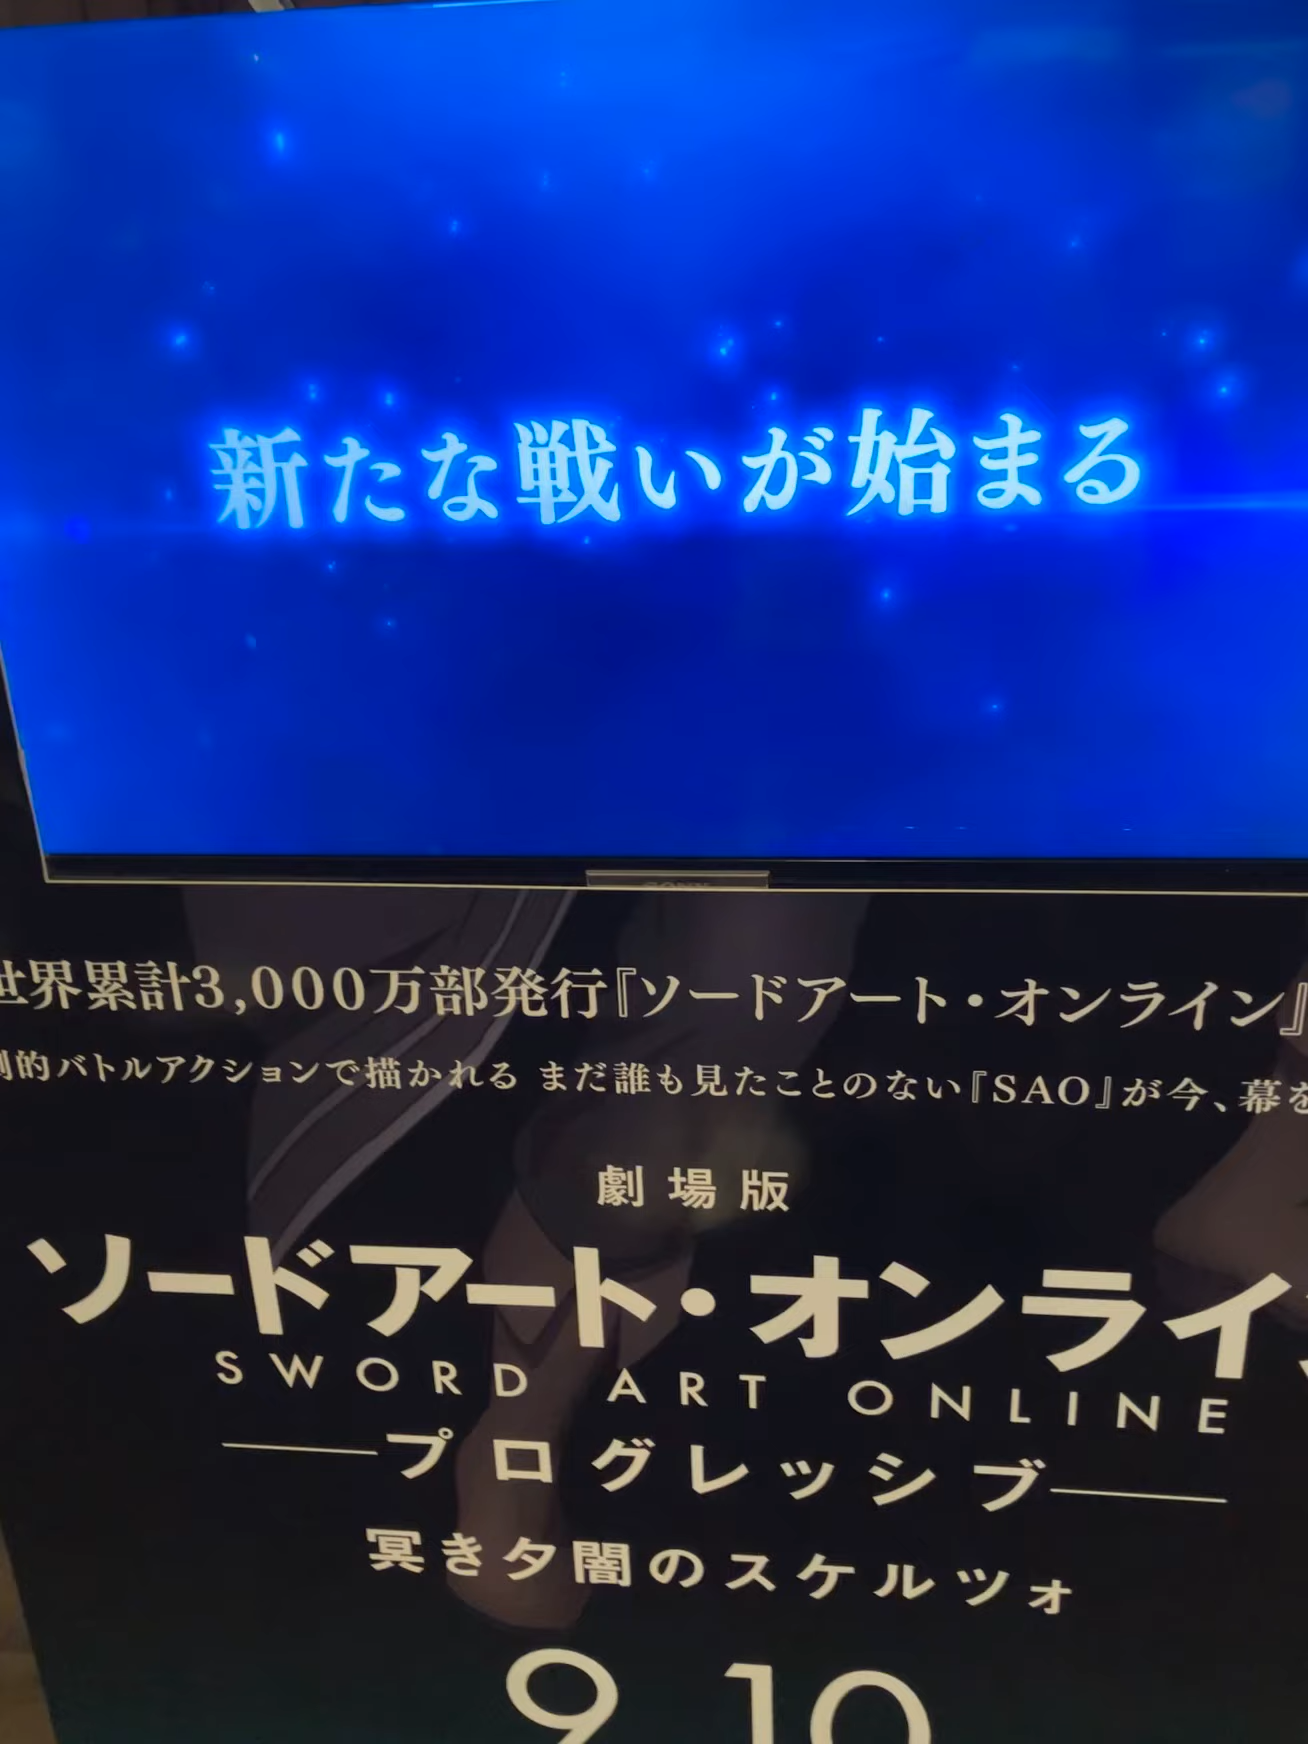 新たな戦いが始まる
SONY
世界累計3,000万部発行『ソードアート・オンライン』
的バトルアクションで描かれる まだ誰も見たことのない『SAO』が今、幕を
劇場版
ソードアート・オンライ
SWORD ART ONLINE
プログレッシブ
冥き夕闇のスケルツォ
9 10